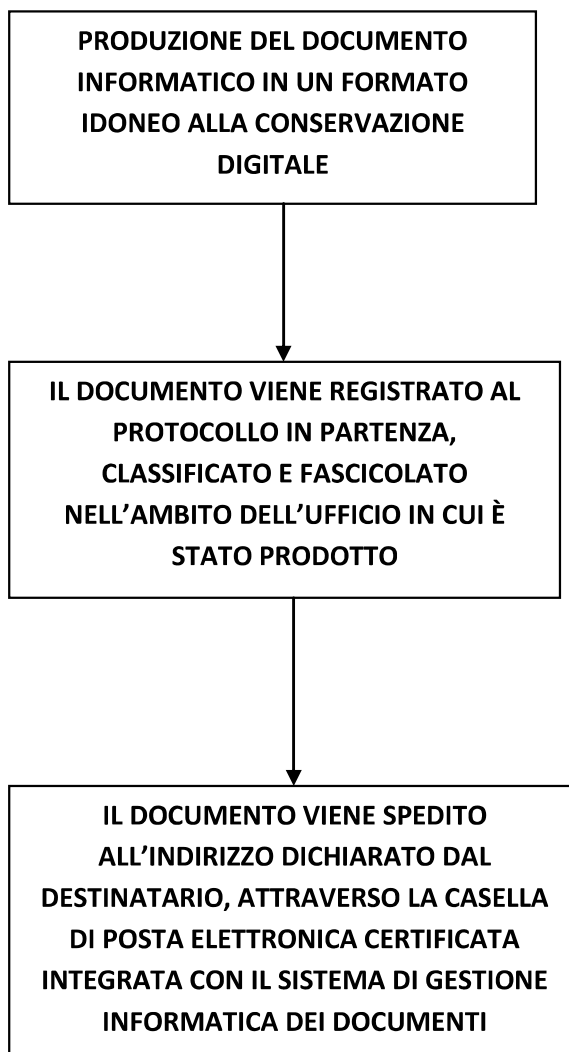 PRODUZIONE DEL DOCUMENTO
INFORMATICO IN UN FORMATO
IDONEO ALLA CONSERVAZIONE
DIGITALE
IL DOCUMENTO VIENE REGISTRATO AL
PROTOCOLLO IN PARTENZA,
CLASSIFICATO E FASCICOLATO
NELL’AMBITO DELL’UFFICIO IN CUI È
STATO PRODOTTO
IL DOCUMENTO VIENE SPEDITO
ALL’INDIRIZZO DICHIARATO DAL
DESTINATARIO, ATTRAVERSO LA CASELLA
DI POSTA ELETTRONICA CERTIFICATA
INTEGRATA CON IL SISTEMA DI GESTIONE
INFORMATICA DEI DOCUMENTI